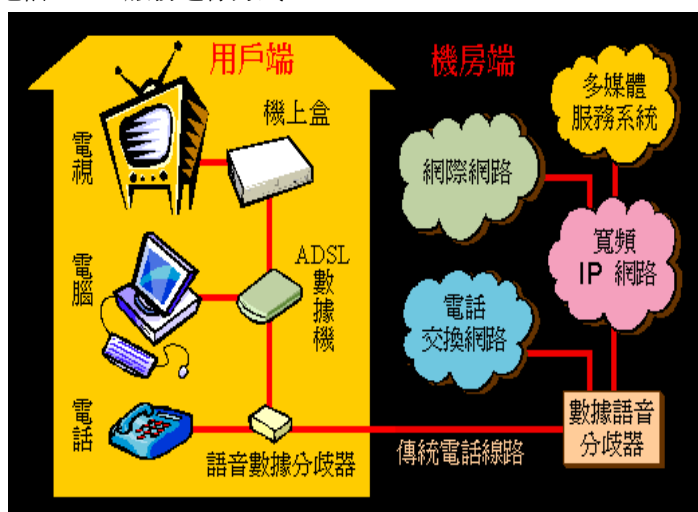 用戶端
機房端
多媒體
服務系統
機上盒
電視
網際網路
寬頻
IP 網路
ADSL
數據機
電腦
電話
交換網路
電話
數據語音
分歧器
語音數據分歧器
傳統電話線路